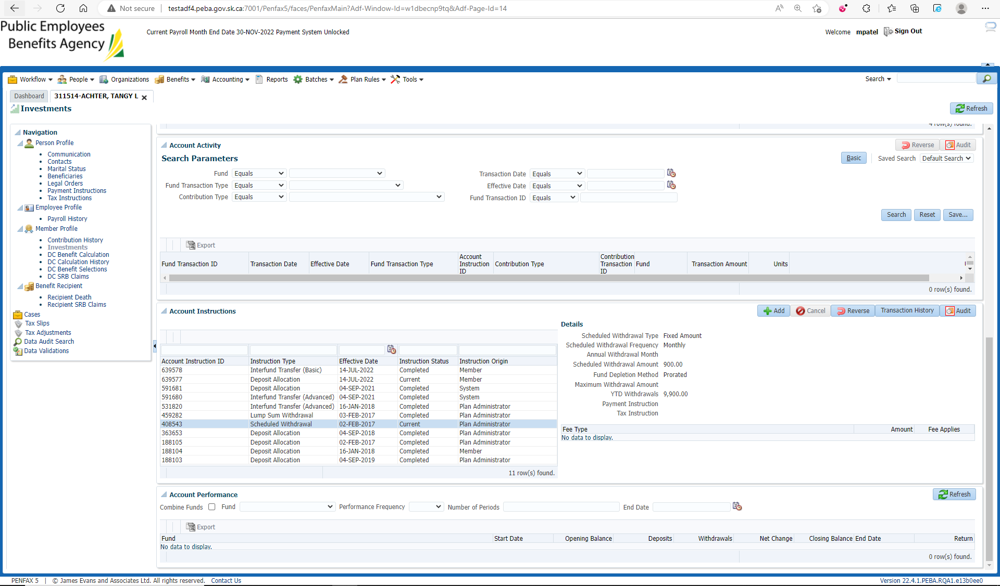 Not secure | testadf4.peba.gov.sk.ca:7001/Penfax5/faces/PenfaxMain?Adf-Window-Id=w1dbecnp9tq&Adf-Page-Id=14
Public Employees
Benefits Agency
Current Payroll Month End Date 30-NOV-2022 Payment System Unlocked
Welcome mpatel Sign Out
Workflow People Organizations Benefits Accounting Reports Batches Plan Rules Tools Search
Dashboard 311514-ACHTER, TANGY L
Investments
Refresh
Navigation
Person Profile
Communication
Contacts
Marital Status
Beneficiaries
Legal Orders
Payment Instructions
Tax Instructions
Employee Profile
Payroll History
Member Profile
Contribution History
Investments
DC Benefit Calculation
DC Calculation History
DC Benefit Selections
DC SRB Claims
Benefit Recipient
Recipient Death
Recipient SRB Claims
Cases
Tax Slips
Tax Adjustments
Data Audit Search
Data Validations
4 row(s) found.
Account Activity
Reverse Audit
Search Parameters
Basic Saved Search Default Search
Fund Equals
Transaction Date Equals
Fund Transaction Type Equals
Effective Date Equals
Contribution Type Equals
Fund Transaction ID Equals
Search Reset Save...
Export
Fund Transaction ID Transaction Date Effective Date Fund Transaction Type Account Instruction ID Contribution Type Contribution Transaction ID Fund Transaction Amount Units
0 row(s) found.
Account Instructions
Add Cancel Reverse Transaction History Audit
Account Instruction ID Instruction Type Effective Date Instruction Status Instruction Origin
639578 Interfund Transfer (Basic) 14-JUL-2022 Completed Member
639577 Deposit Allocation 14-JUL-2022 Current Member
591681 Deposit Allocation 04-SEP-2021 Completed System
591680 Interfund Transfer (Advanced) 04-SEP-2021 Completed System
531820 Interfund Transfer (Advanced) 16-JAN-2018 Completed Plan Administrator
459282 Lump Sum Withdrawal 03-FEB-2017 Completed Plan Administrator
408543 Scheduled Withdrawal 02-FEB-2017 Current Plan Administrator
363653 Deposit Allocation 04-SEP-2018 Completed Plan Administrator
188105 Deposit Allocation 02-FEB-2017 Completed Plan Administrator
188104 Deposit Allocation 16-JAN-2018 Completed Member
188103 Deposit Allocation 04-SEP-2019 Completed Plan Administrator
11 row(s) found.
Details
Scheduled Withdrawal Type Fixed Amount
Scheduled Withdrawal Frequency Monthly
Annual Withdrawal Month
Scheduled Withdrawal Amount 900.00
Fund Depletion Method Prorated
Maximum Withdrawal Amount
YTD Withdrawals 9,900.00
Payment Instruction
Tax Instruction
Fee Type Amount Fee Applies
No data to display.
Account Performance
Refresh
Combine Funds Fund Performance Frequency Number of Periods End Date
Export
Fund Start Date Opening Balance Deposits Withdrawals Net Change Closing Balance End Date Return
No data to display.
0 row(s) found.
PENFAX 5 | © James Evans and Associates Ltd. All rights reserved. Contact Us
Version 22.4.1.PEBA.RQA1.e13b0ee0